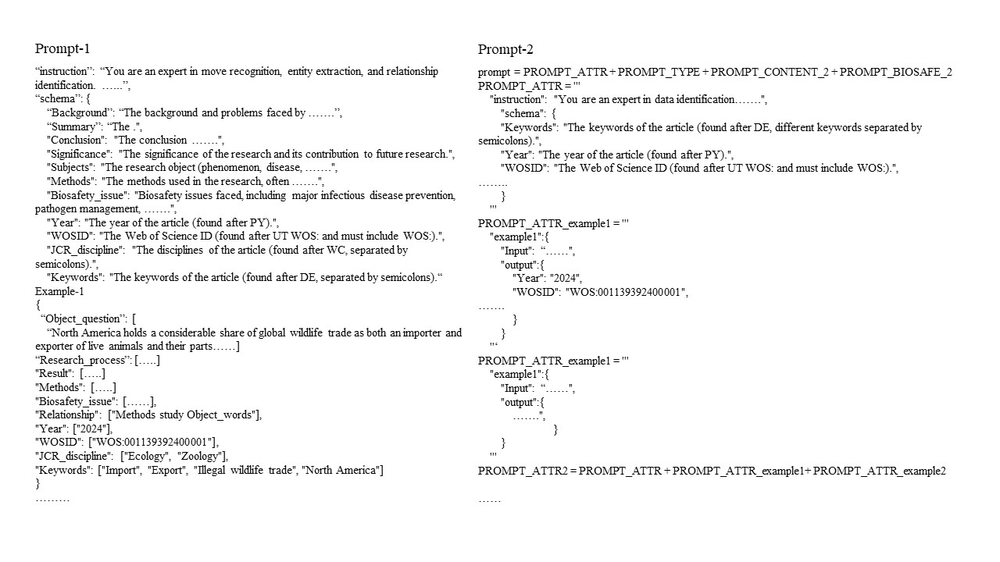 Prompt-1
“instruction”: “You are an expert in move recognition, entity extraction, and relationship
identification. ……”,
“schema”: {
“Background”: “The background and problems faced by …….”,
“Summary”: “The .",
"Conclusion": "The conclusion …….",
"Significance": "The significance of the research and its contribution to future research.",
"Subjects": "The research object (phenomenon, disease, …….",
"Methods": "The methods used in the research, often …….",
"Biosafety_issue": "Biosafety issues faced, including major infectious disease prevention,
pathogen management, …….",
"Year": "The year of the article (found after PY).",
"WOSID": "The Web of Science ID (found after UT WOS: and must include WOS:).",
"JCR_discipline": "The disciplines of the article (found after WC, separated by
semicolons).",
"Keywords": "The keywords of the article (found after DE, separated by semicolons).“
Example-1
{
“Object_question”: [
“North America holds a considerable share of global wildlife trade as both an importer and
exporter of live animals and their parts……]
“Research_process”: […..]
"Result": […..]
"Methods": […..]
"Biosafety_issue": [……],
"Relationship": ["Methods study Object_words"],
"Year": ["2024"],
"WOSID": ["WOS:001139392400001"],
"JCR_discipline": ["Ecology", "Zoology"],
"Keywords": ["Import", "Export", "Illegal wildlife trade", "North America"]
}
………
Prompt-2
prompt = PROMPT_ATTR + PROMPT_TYPE + PROMPT_CONTENT_2 + PROMPT_BIOSAFE_2
PROMPT_ATTR = '''
"instruction": "You are an expert in data identification…….",
"schema": {
"Keywords": "The keywords of the article (found after DE, different keywords separated by
semicolons).",
"Year": "The year of the article (found after PY).",
"WOSID": "The Web of Science ID (found after UT WOS: and must include WOS:).",
……..
}
'''
PROMPT_ATTR_example1 = '''
"example1":{
"Input": “……",
"output":{
"Year": "2024",
"WOSID": "WOS:001139392400001",
…….
}
}
''‘
PROMPT_ATTR_example1 = '''
"example1":{
"Input": “……",
"output":{
…….",
}
}
'''
PROMPT_ATTR2 = PROMPT_ATTR + PROMPT_ATTR_example1+ PROMPT_ATTR_example2
……